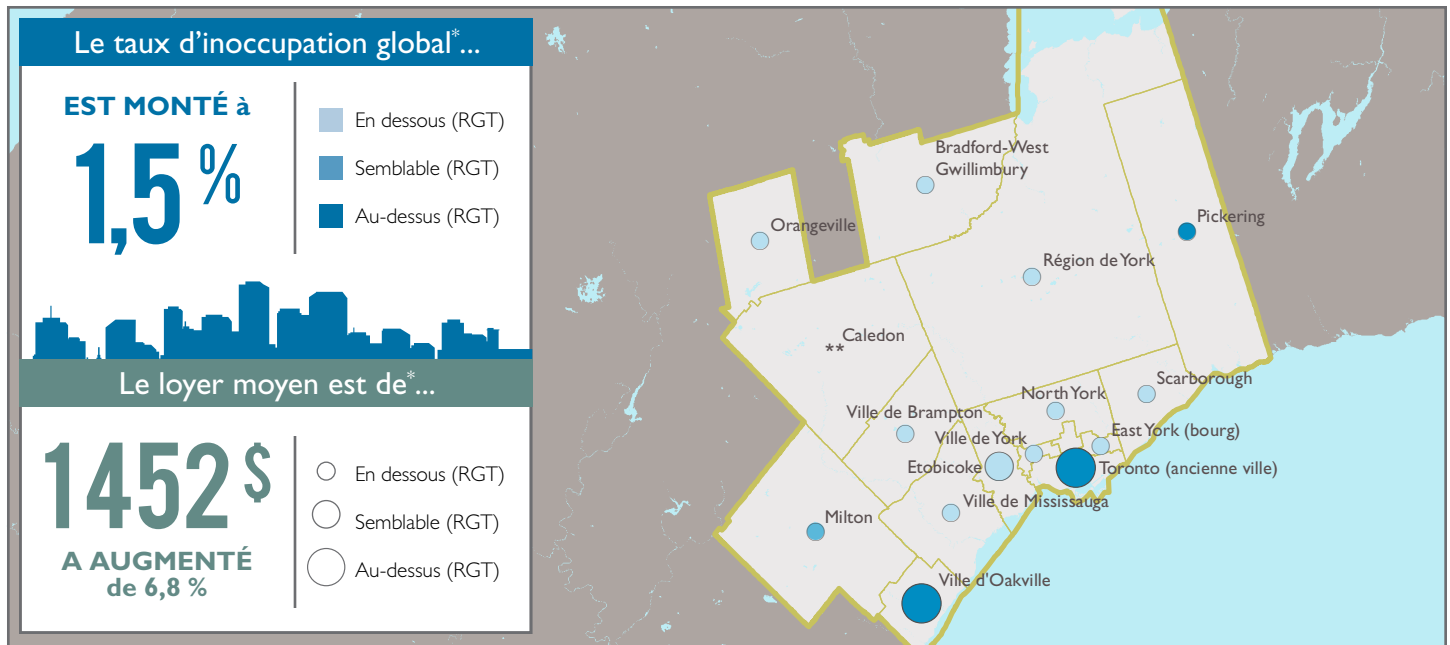 Le taux d'inoccupation global*...
EST MONTÉ à
1,5 %
En dessous (RGT)
Semblable (RGT)
Au-dessus (RGT)
Le loyer moyen est de*...
1452 $
A AUGMENTÉ
de 6,8 %
En dessous (RGT)
Semblable (RGT)
Au-dessus (RGT)
Bradford-West
Gwillimbury
Orangeville
Pickering
Région de York
Caledon
**
Scarborough
North York
Ville de Brampton
East York (bourg)
Ville de York
Etobicoke
Toronto (ancienne ville)
Ville de Mississauga
Milton
Ville d'Oakville